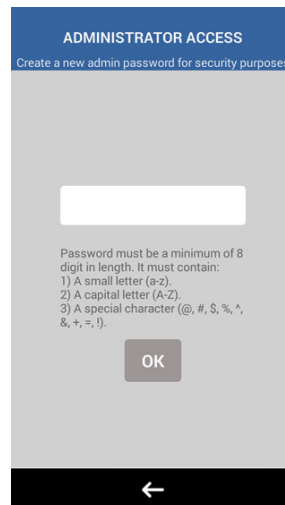 ADMINISTRATOR ACCESS
Create a new admin password for security purposes
Password must be a minimum of 8
digit in length. It must contain:
1) A small letter (a-z).
2) A capital letter (A-Z).
3) A special character (@, #, $, %, ^,
&, +, =, !).
OK